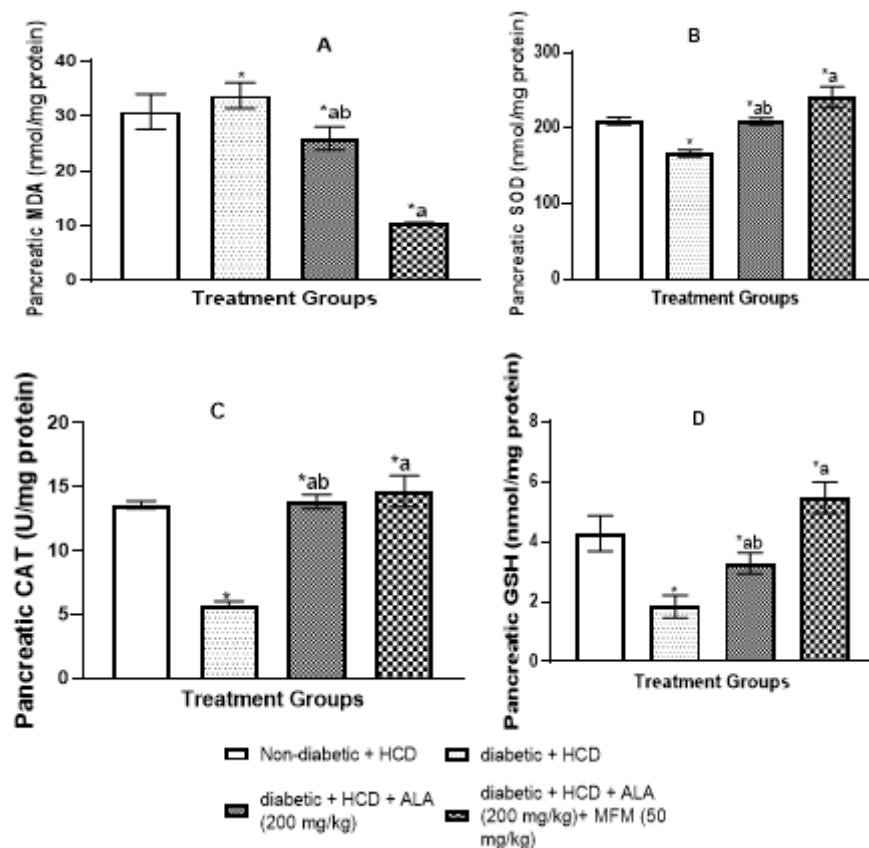 A
Pancreatic MDA (nmol/mg protein)
40
30
20
10
0
*
*ab
*a
Treatment Groups
B
Pancreatic SOD (nmol/mg protein)
300
200
100
0
*
*ab
*a
Treatment Groups
C
Pancreatic CAT (U/mg protein)
20
15
10
5
0
*
*ab
*a
Treatment Groups
D
Pancreatic GSH (nmol/mg protein)
8
6
4
2
0
*
*ab
*a
Treatment Groups
Non-diabetic + HCD
diabetic + HCD
diabetic + HCD + ALA
(200 mg/kg)
diabetic + HCD + ALA
(200 mg/kg)+ MFM (50
mg/kg)